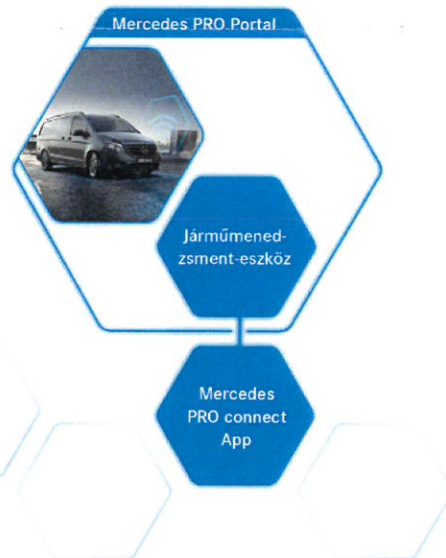 Mercedes PRO Portal
Járműmened-
zsment-eszköz
Mercedes
PRO connect
App